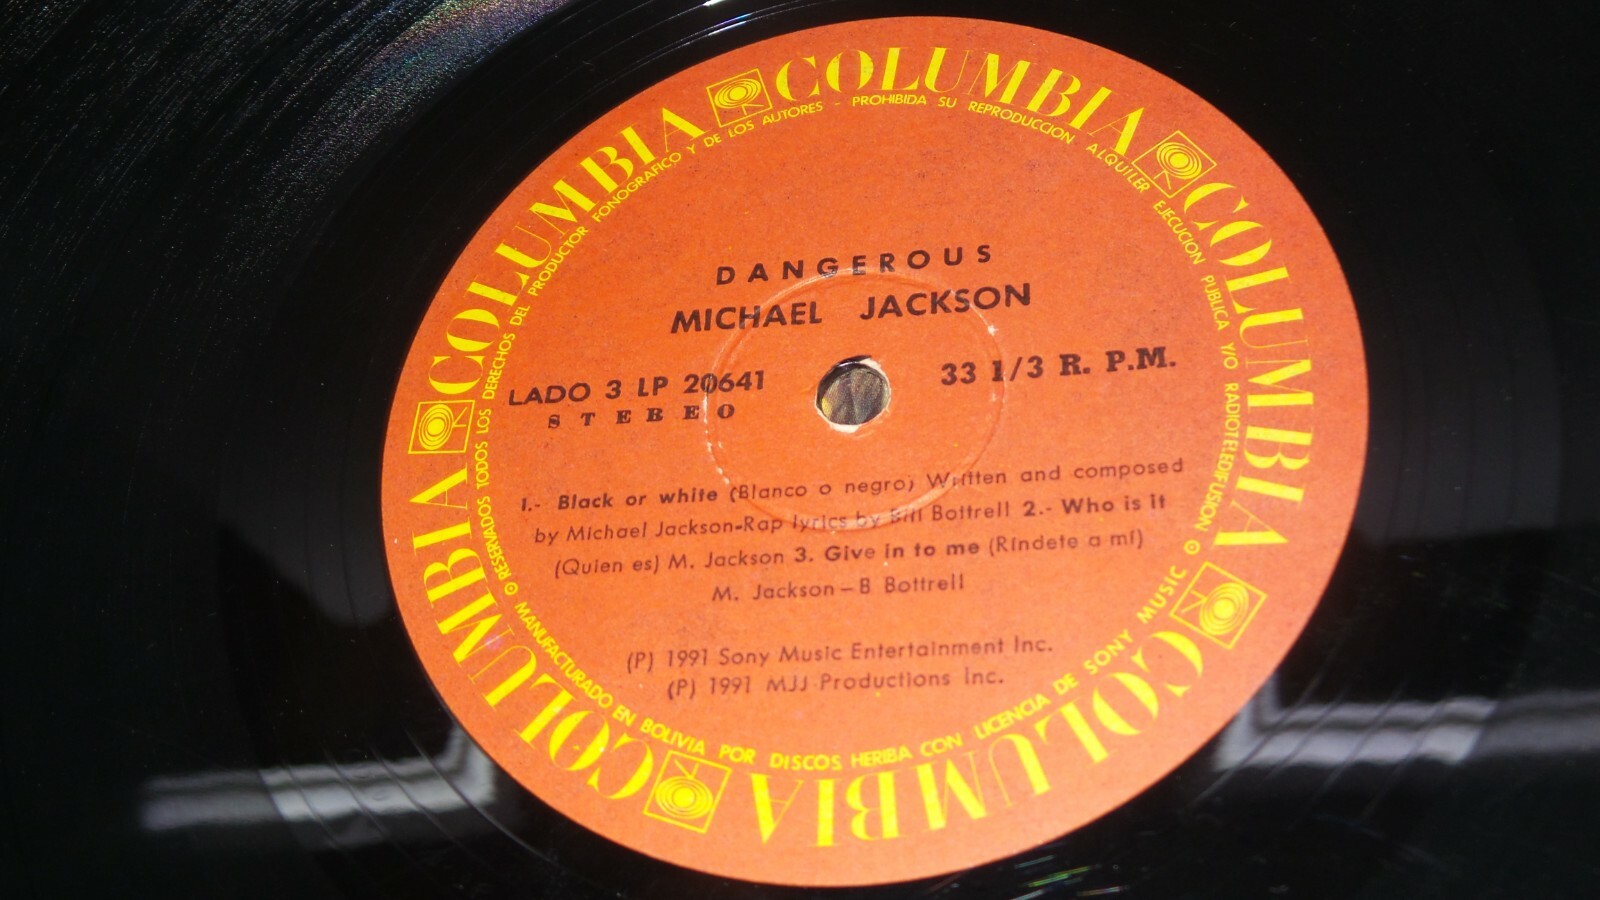 COLUMBIA COLUMBIA COLUMBIA COLUMBIA COLUMBIA COLUMBIA
RESERVADOS TODOS LOS DERECHOS DEL PRODUCTOR FONOGRAFICO Y DE LOS AUTORES - PROHIBIDA SU REPRODUCCION ALQUILER EJECUCION PUBLICA Y/O RADIOTELEDIFUSION
DANGEROUS
MICHAEL JACKSON
LADO 3 LP 20641
33 1/3 R. P.M.
STEBEO
1.- Black or white (Blanco o negro) Written and composed
by Michael Jackson-Rap lyrics by Bill Bottrell 2.- Who is it
(Quien es) M. Jackson 3. Give in to me (Ríndete a mí)
M. Jackson – B Bottrell
(P) 1991 Sony Music Entertainment Inc.
(P) 1991 MJJ Productions Inc.
MANUFACTURADO EN BOLIVIA POR DISCOS HERIBA CON LICENCIA DE SONY MUSIC